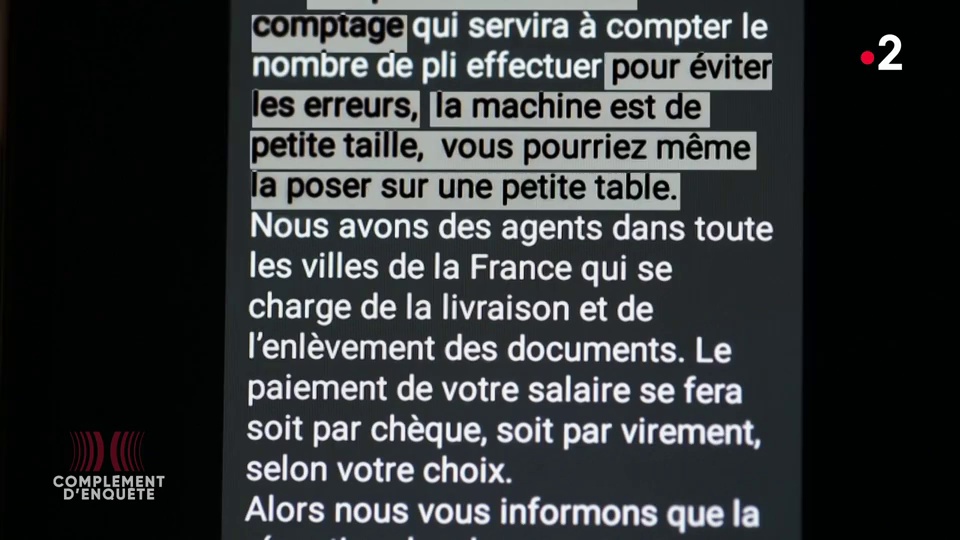 comptage qui servira à compter le
nombre de pli effectuer pour éviter
les erreurs, la machine est de
petite taille, vous pourriez même
la poser sur une petite table.
Nous avons des agents dans toute
les villes de la France qui se
charge de la livraison et de
l'enlèvement des documents. Le
paiement de votre salaire se fera
soit par chèque, soit par virement,
selon votre choix.
Alors nous vous informons que la
2
COMPLÉMENT
D'ENQUÊTE